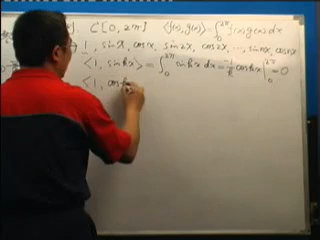 C[0, 2π] <f(x), g(x)> = ∫₀^{2π} f(x) g(x) dx
1, sin x, cos x, sin 2x, cos 2x, ⋯, sin nx, cos nx
<1, sin kx> = ∫₀^{2π} sin kx dx = -1/k cos kx |₀^{2π} = 0
<1, cos